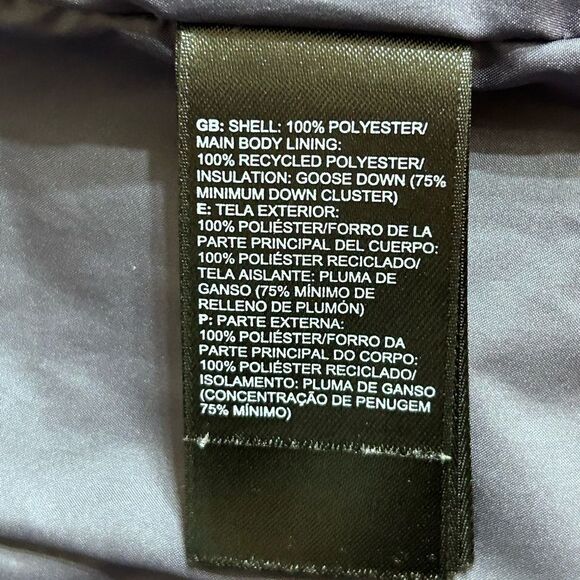 GB: SHELL: 100% POLYESTER/
MAIN BODY LINING:
100% RECYCLED POLYESTER/
INSULATION: GOOSE DOWN (75%
MINIMUM DOWN CLUSTER)
E: TELA EXTERIOR:
100% POLIÉSTER/FORRO DE LA
PARTE PRINCIPAL DEL CUERPO:
100% POLIÉSTER RECICLADO/
TELA AISLANTE: PLUMA DE
GANSO (75% MÍNIMO DE
RELLENO DE PLUMÓN)
P: PARTE EXTERNA:
100% POLIÉSTER/FORRO DA
PARTE PRINCIPAL DO CORPO:
100% POLIÉSTER RECICLADO/
ISOLAMENTO: PLUMA DE GANSO
(CONCENTRAÇÃO DE PENUGEM
75% MÍNIMO)